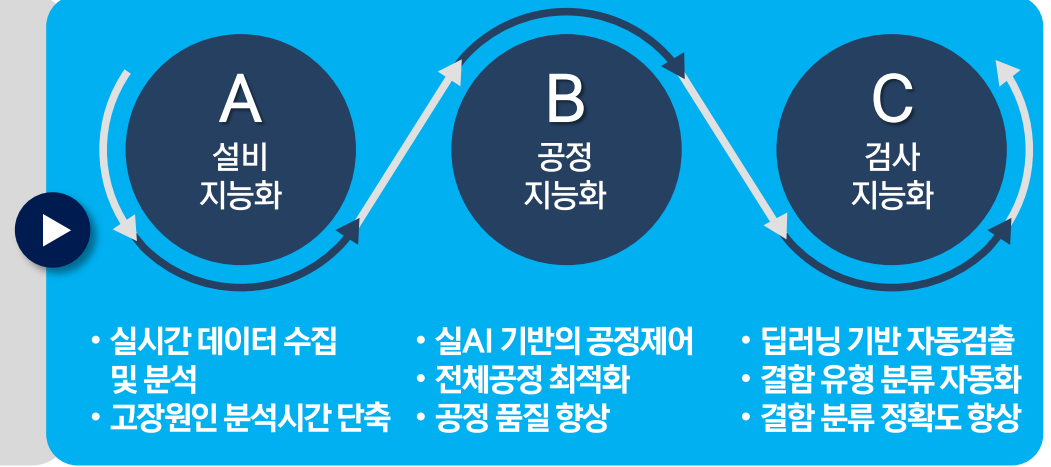 A
설비
지능화
B
공정
지능화
C
검사
지능화
• 실시간 데이터 수집
및 분석
• 고장원인 분석시간 단축
• 실AI 기반의 공정제어
• 전체공정 최적화
• 공정 품질 향상
• 딥러닝 기반 자동검출
• 결함 유형 분류 자동화
• 결함 분류 정확도 향상